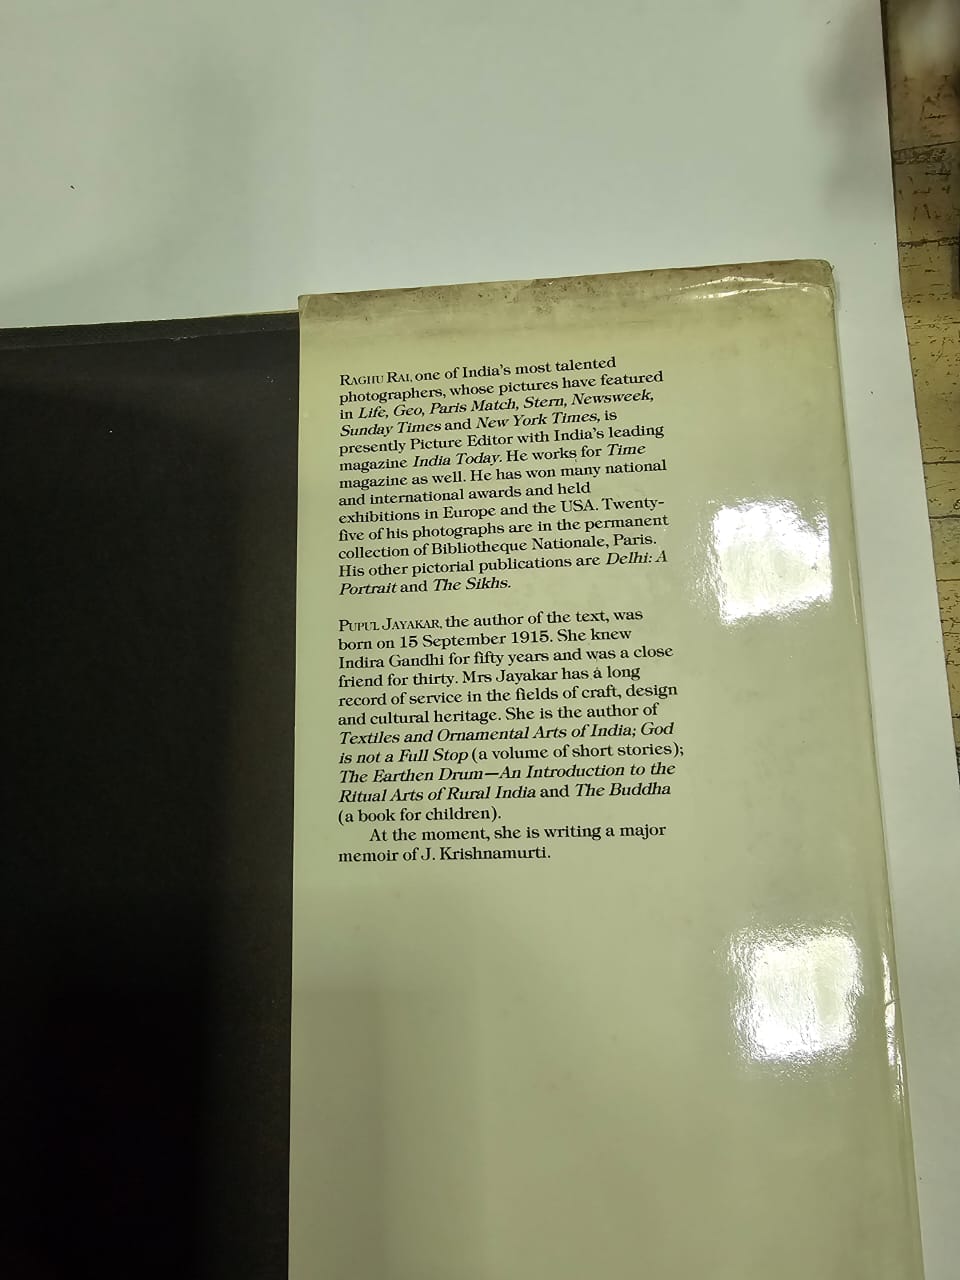 RAGHU RAI, one of India's most talented
photographers, whose pictures have featured
in Life, Geo, Paris Match, Stern, Newsweek,
Sunday Times and New York Times, is
presently Picture Editor with India's leading
magazine India Today. He works for Time
magazine as well. He has won many national
and international awards and held
exhibitions in Europe and the USA. Twenty-
five of his photographs are in the permanent
collection of Bibliotheque Nationale, Paris.
His other pictorial publications are Delhi: A
Portrait and The Sikhs.
PUPUL JAYAKAR, the author of the text, was
born on 15 September 1915. She knew
Indira Gandhi for fifty years and was a close
friend for thirty. Mrs Jayakar has a long
record of service in the fields of craft, design
and cultural heritage. She is the author of
Textiles and Ornamental Arts of India; God
is not a Full Stop (a volume of short stories);
The Earthen Drum—An Introduction to the
Ritual Arts of Rural India and The Buddha
(a book for children).
At the moment, she is writing a major
memoir of J. Krishnamurti.